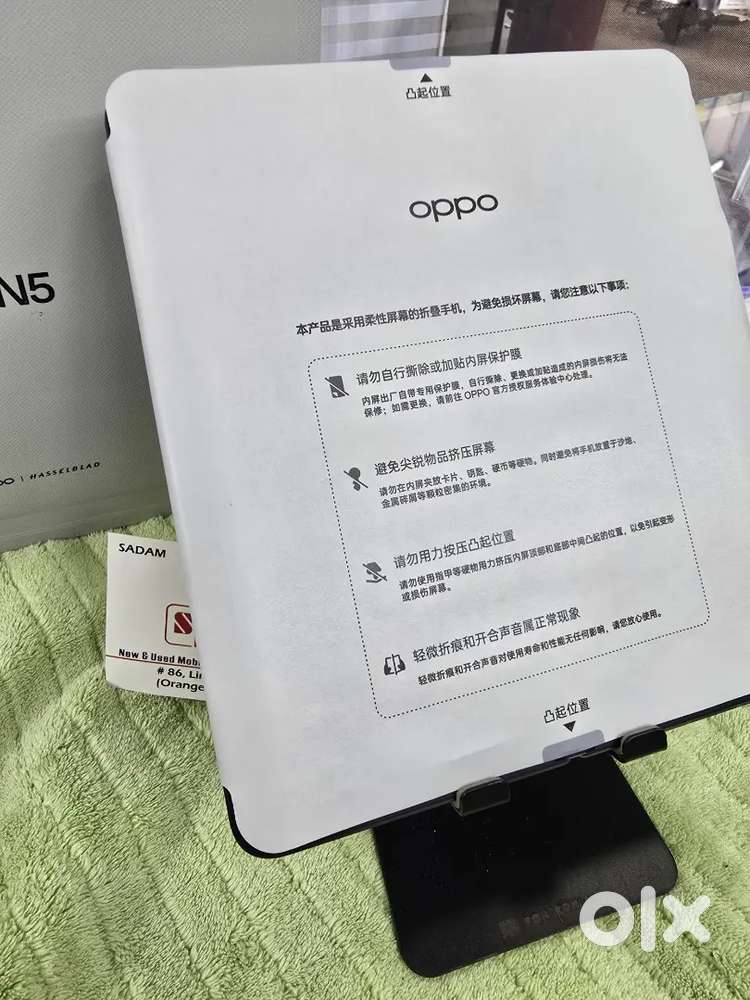 凸起位置
oppo
本产品是采用柔性屏幕的折叠手机，为避免损坏屏幕，请您注意以下事项：
请勿自行撕除或加贴内屏保护膜
内屏出厂自带专用保护膜，自行撕除、更换或加贴造成的内屏损伤将无法
保修；如需更换，请前往 OPPO 官方授权服务体验中心处理。
避免尖锐物品挤压屏幕
请勿在内屏夹放卡片、钥匙、硬币等硬物。同时避免将手机放置于沙地、
金属碎屑等颗粒密集的环境。
请勿用力按压凸起位置
请勿使用指甲等硬物用力挤压内屏顶部和底部中间凸起的位置，以免引起变形
或损伤屏幕。
轻微折痕和开合声音属正常现象
轻微折痕和开合声音对使用寿命和性能无任何影响，请您放心使用。
凸起位置
N5
HASSELBLAD
SADAM
New & Used Mob
# 86, Lin
(Orange
olx